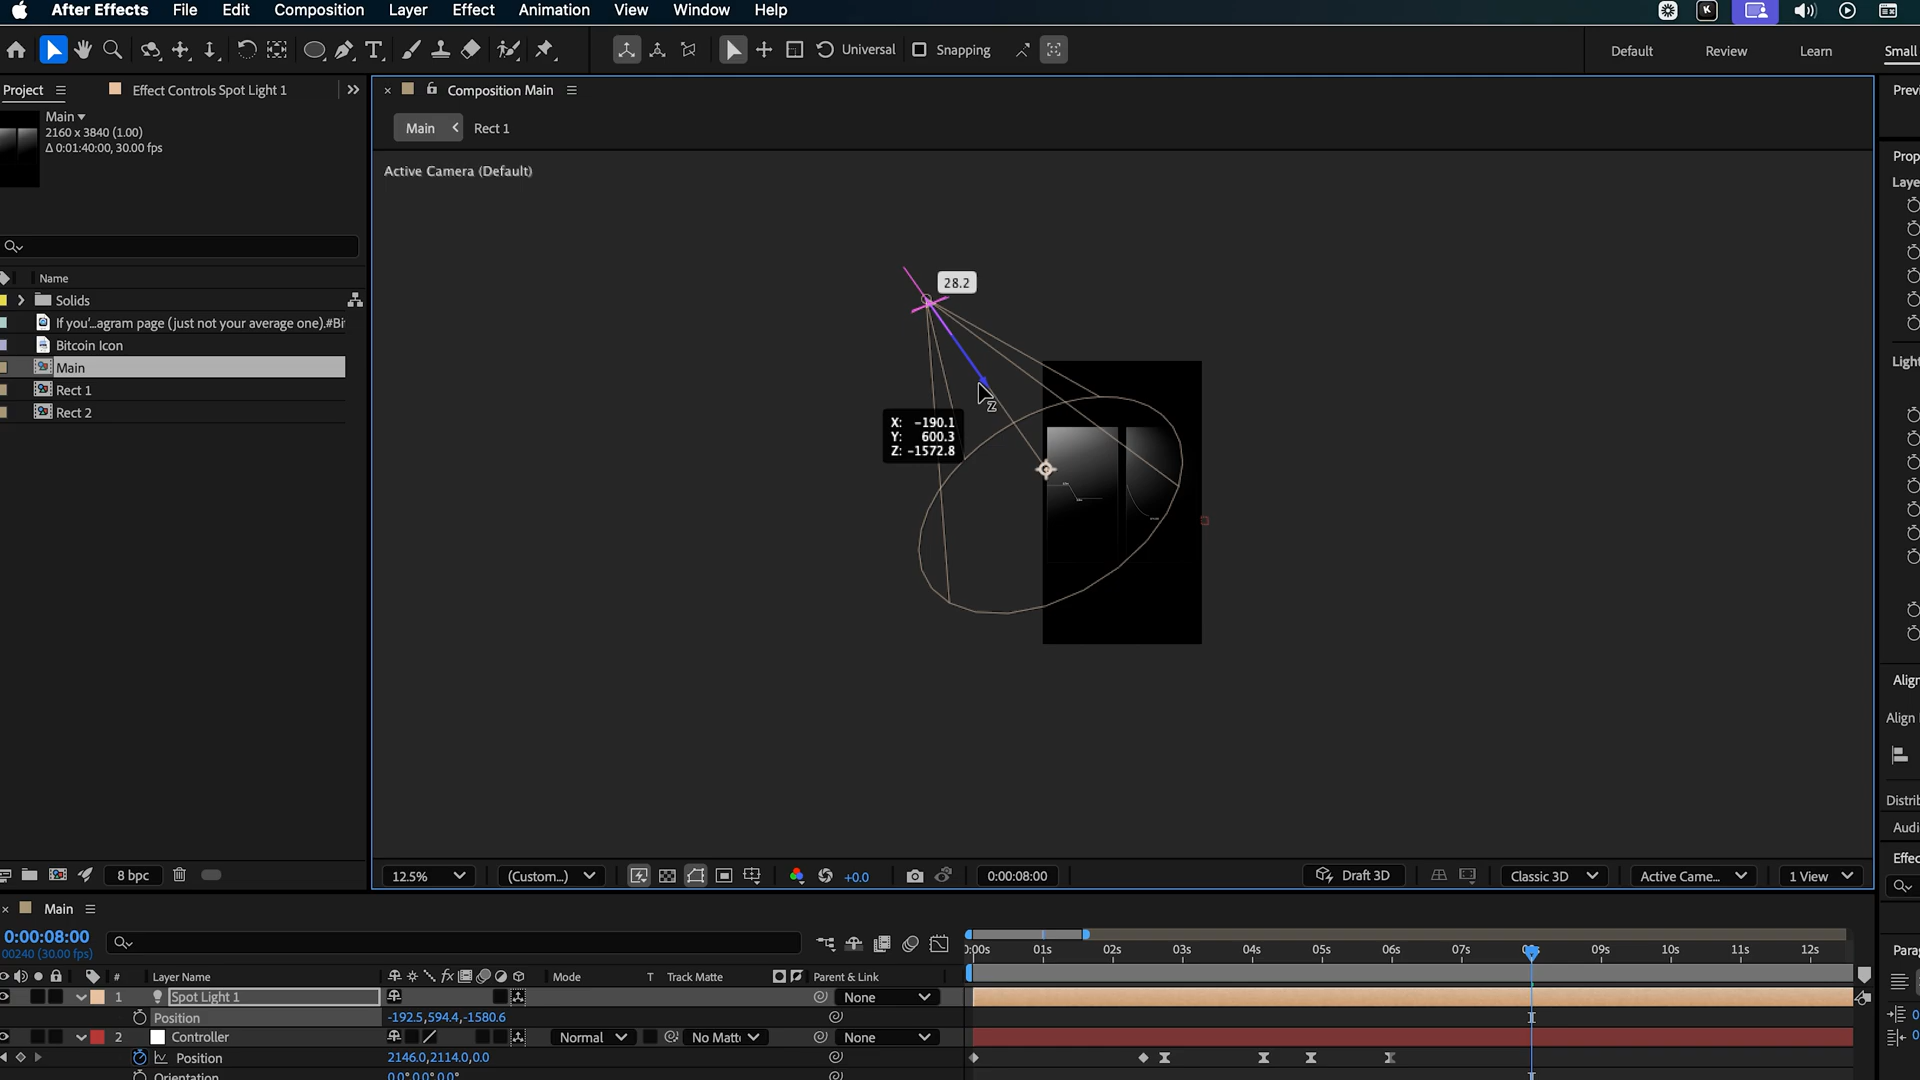 After Effects File Edit Composition Layer Effect Animation View Window Help
Universal Snapping Default Review Learn Small
Project Effect Controls Spot Light 1
Composition Main
Previ
Main
2160 x 3840 (1.00)
Δ 0:01:40:00, 30.00 fps
Main Rect 1
Active Camera (Default)
Prop
Laye
Name
Solids
If you'...agram page (just not your average one).#Bi
Bitcoin Icon
Main
Rect 1
Rect 2
28.2
X: -190.1
Y: 600.3
Z: -1572.8
Z
Light
Align
Align
Distrib
Audi
Effec
8 bpc
12.5% (Custom...) +0.0 0:00:08:00 Draft 3D Classic 3D Active Came... 1 View
Main
0:00:08:00
00240 (30.00 fps)
0:00s 01s 02s 03s 04s 05s 06s 07s 08s 09s 10s 11s 12s
Parag
# Layer Name fx Mode T Track Matte Parent & Link
1 Spot Light 1 None
Position -192.5,594.4,-1580.6
2 Controller Normal No Matt None
Position 2146.0,2114.0,0.0
Orientation 0.0°,0.0°,0.0°